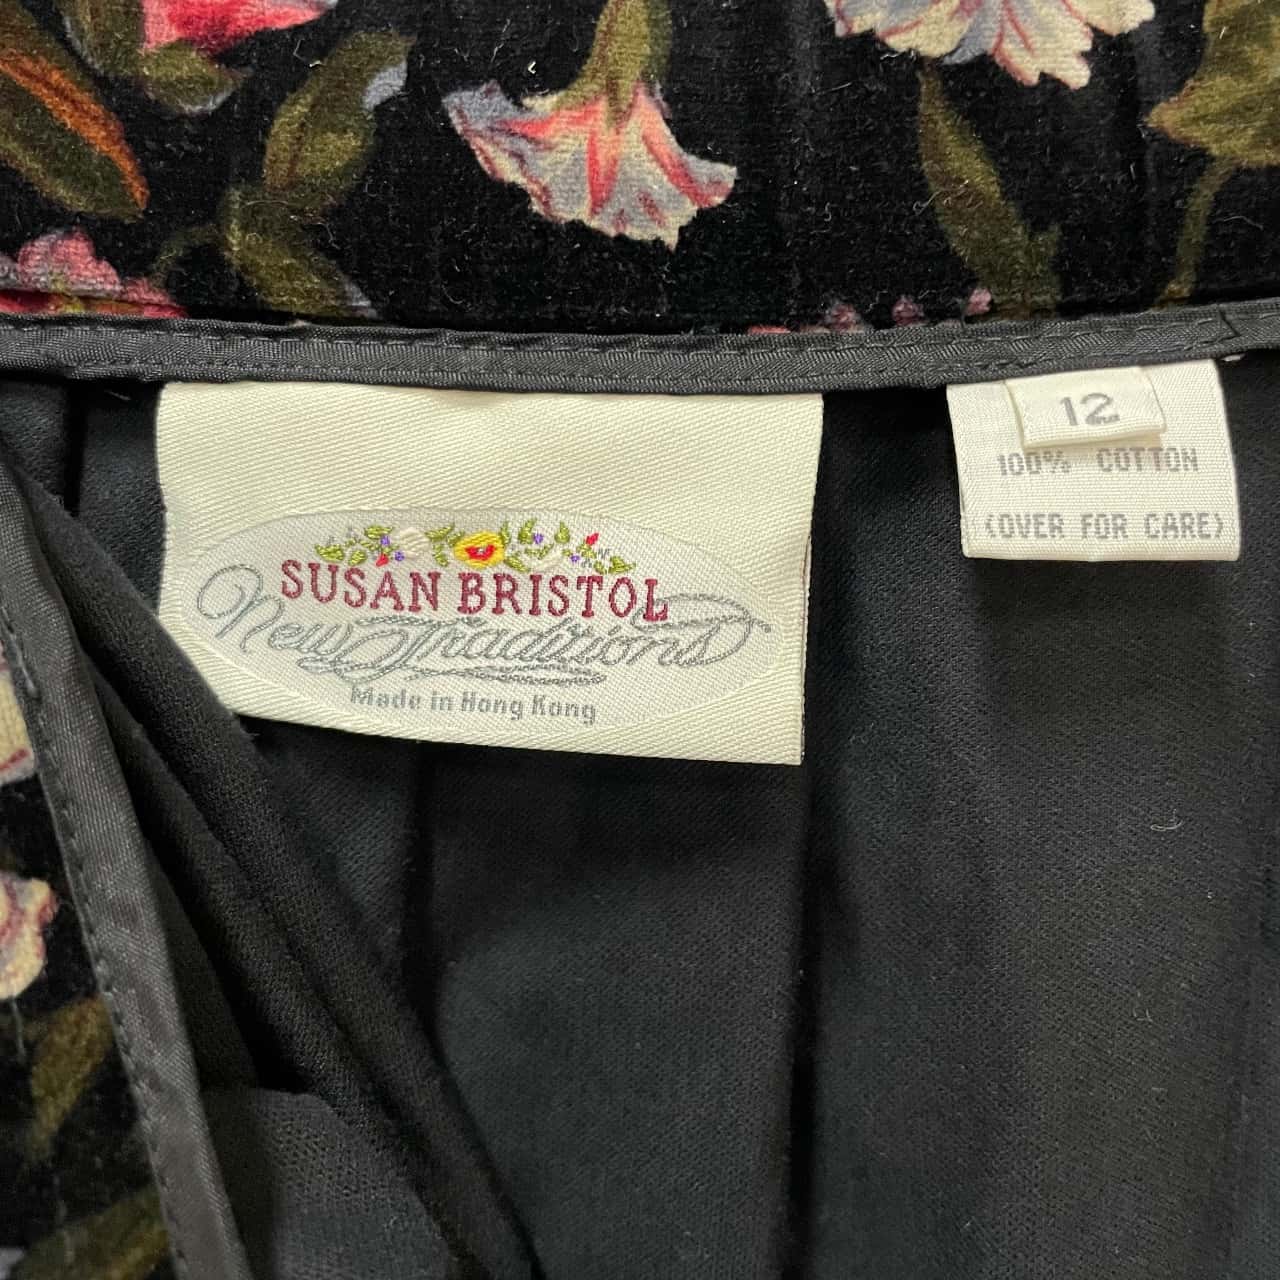 SUSAN BRISTOL
New Traditions
Made in Hong Kong
12
100% COTTON
(OVER FOR CARE)